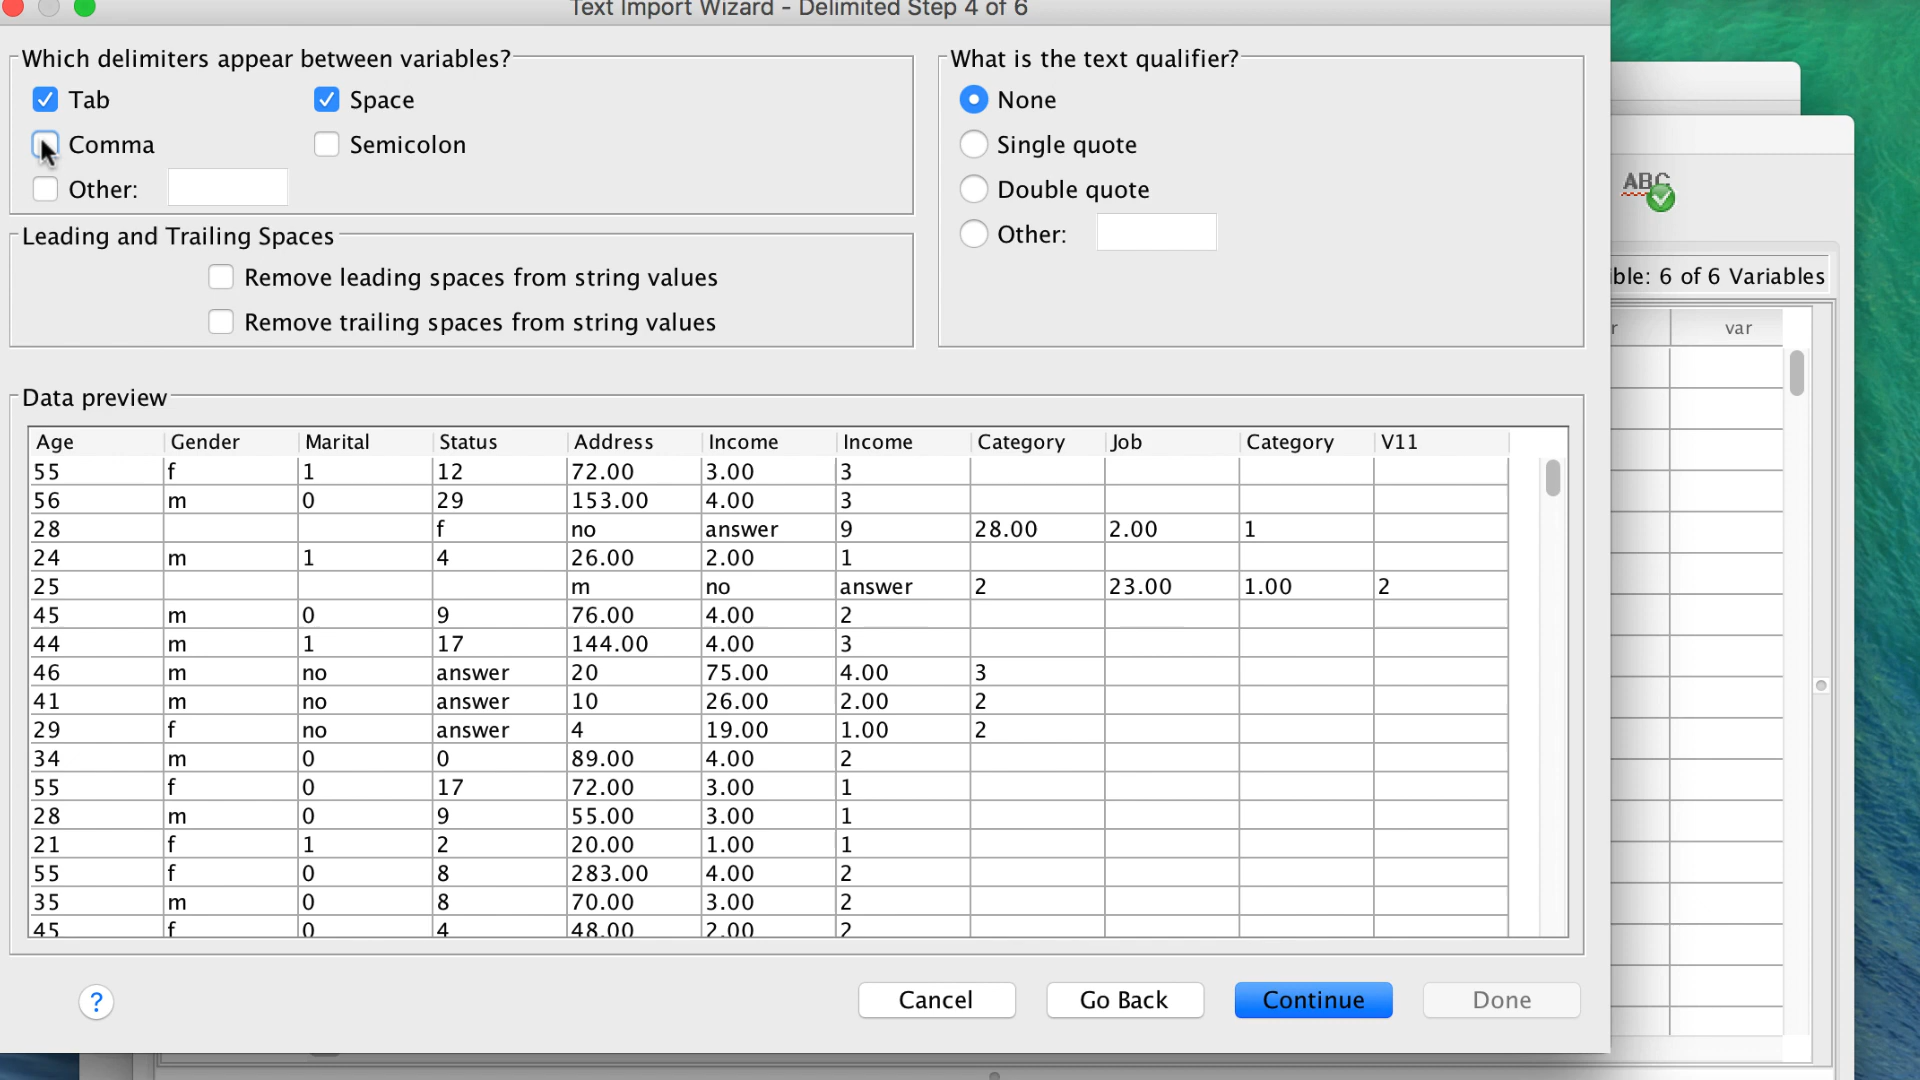 Text Import Wizard - Delimited Step 4 of 6
Which delimiters appear between variables?
Tab Space
Comma Semicolon
Other:
What is the text qualifier?
None
Single quote
Double quote
Other:
Leading and Trailing Spaces
Remove leading spaces from string values
Remove trailing spaces from string values
ABC
ble: 6 of 6 Variables
r var
Data preview
Age Gender Marital Status Address Income Income Category Job Category V11
55 f 1 12 72.00 3.00 3
56 m 0 29 153.00 4.00 3
28 f no answer 9 28.00 2.00 1
24 m 1 4 26.00 2.00 1
25 m no answer 2 23.00 1.00 2
45 m 0 9 76.00 4.00 2
44 m 1 17 144.00 4.00 3
46 m no answer 20 75.00 4.00 3
41 m no answer 10 26.00 2.00 2
29 f no answer 4 19.00 1.00 2
34 m 0 0 89.00 4.00 2
55 f 0 17 72.00 3.00 1
28 m 0 9 55.00 3.00 1
21 f 1 2 20.00 1.00 1
55 f 0 8 283.00 4.00 2
35 m 0 8 70.00 3.00 2
45 f 0 4 48.00 2.00 2
? Cancel Go Back Continue Done